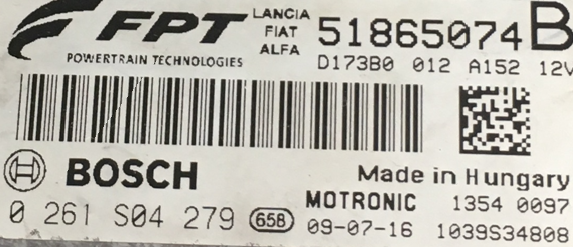 FPT
POWERTRAIN TECHNOLOGIES
LANCIA
FIAT
ALFA
51865074 B
D173B0 012 A152 12V
BOSCH
Made in Hungary
0 261 S04 279 658
MOTRONIC 1354 0097
09-07-16 1039S34808